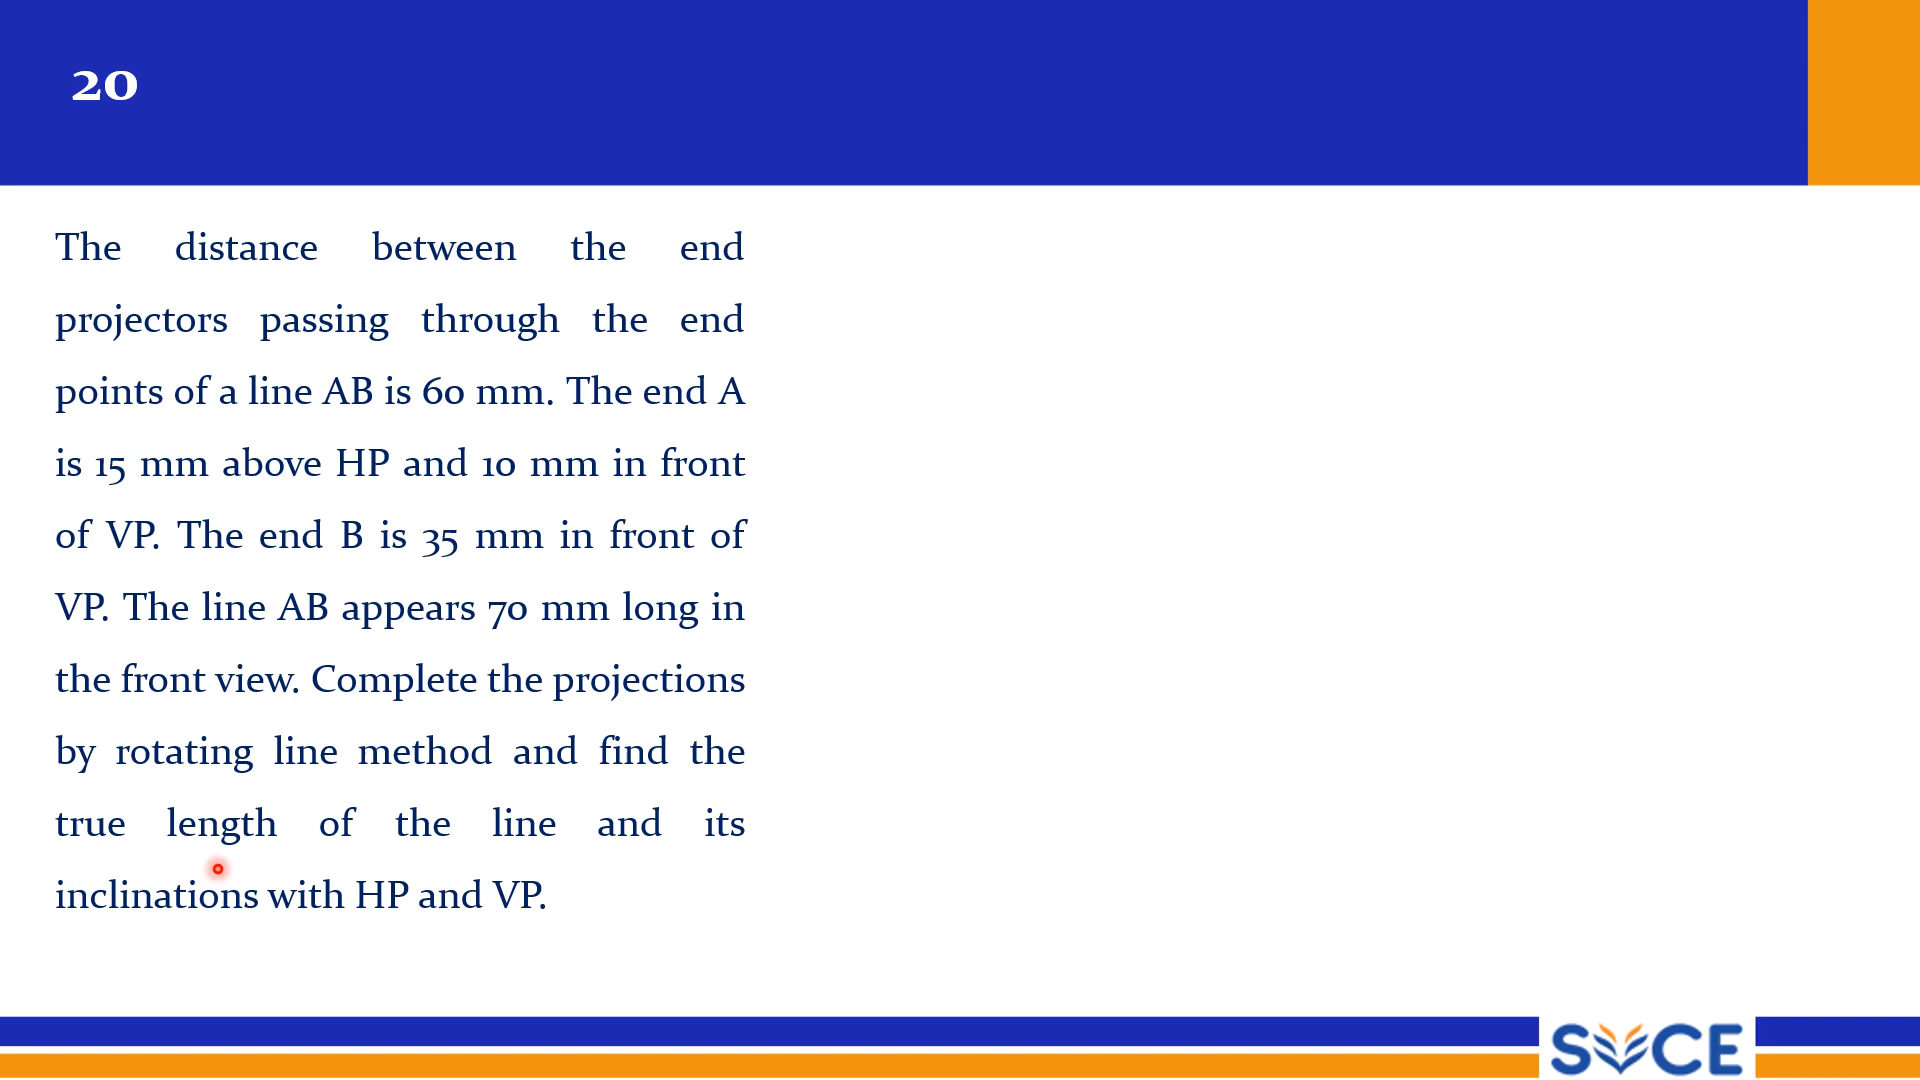 20
The distance between the end
projectors passing through the end
points of a line AB is 60 mm. The end A
is 15 mm above HP and 10 mm in front
of VP. The end B is 35 mm in front of
VP. The line AB appears 70 mm long in
the front view. Complete the projections
by rotating line method and find the
true length of the line and its
inclinations with HP and VP.
SVCE